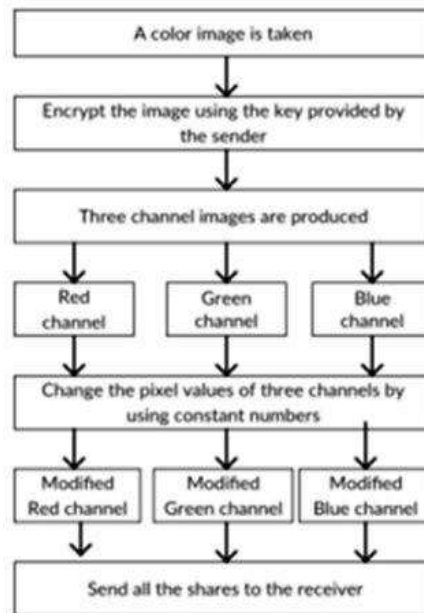 A color image is taken
Encrypt the image using the key provided by
the sender
Three channel images are produced
Red
channel
Green
channel
Blue
channel
Change the pixel values of three channels by
using constant numbers
Modified
Red channel
Modified
Green channel
Modified
Blue channel
Send all the shares to the receiver